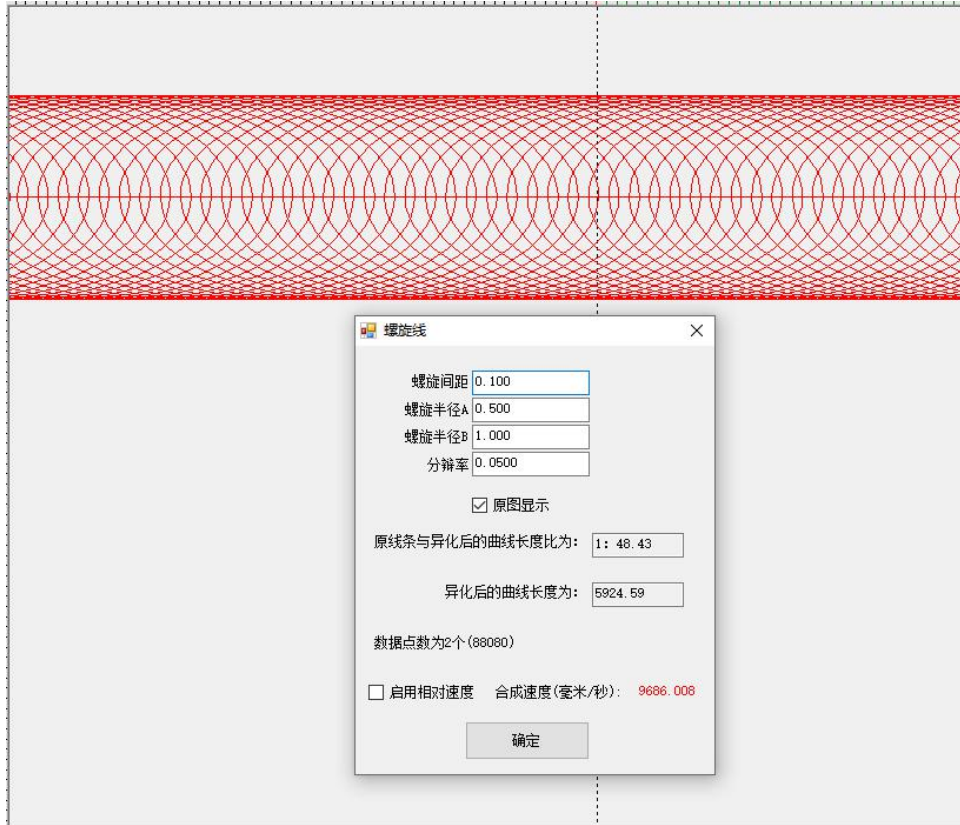 螺旋线
螺旋间距 0.100
螺旋半径A 0.500
螺旋半径B 1.000
分辩率 0.0500
原图显示
原线条与异化后的曲线长度比为: 1: 48.43
异化后的曲线长度为: 5924.59
数据点数为2个(88080)
启用相对速度 合成速度(毫米/秒): 9686.008
确定